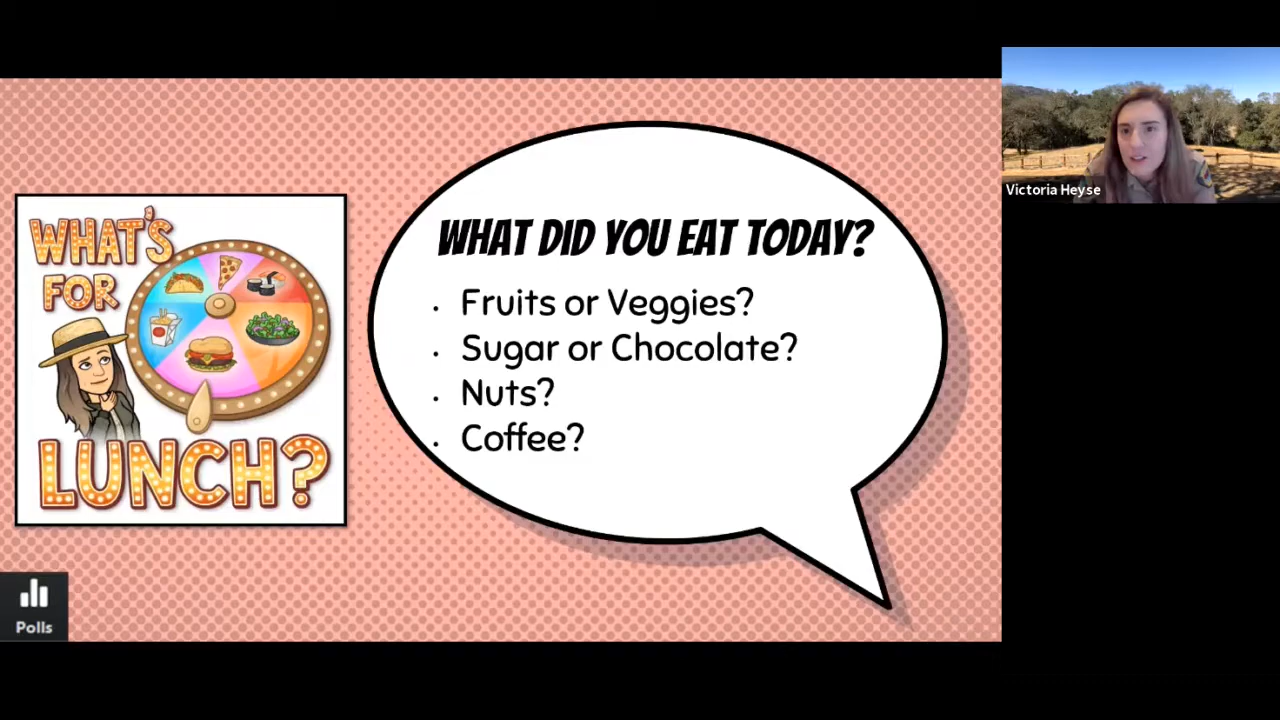 WHAT'S
FOR
LUNCH?
WHAT DID YOU EAT TODAY?
· Fruits or Veggies?
· Sugar or Chocolate?
· Nuts?
· Coffee?
Victoria Heyse
Polls